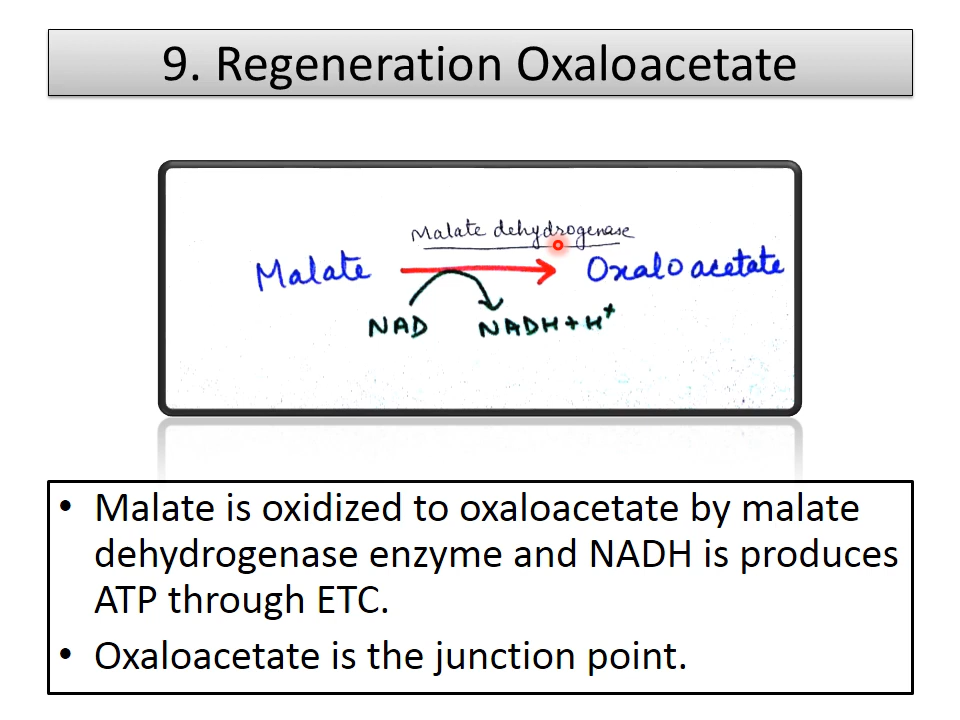 9. Regeneration Oxaloacetate
Malate dehydrogenase
Malate Oxaloacetate
NAD NADH+H⁺
• Malate is oxidized to oxaloacetate by malate
dehydrogenase enzyme and NADH is produces
ATP through ETC.
• Oxaloacetate is the junction point.